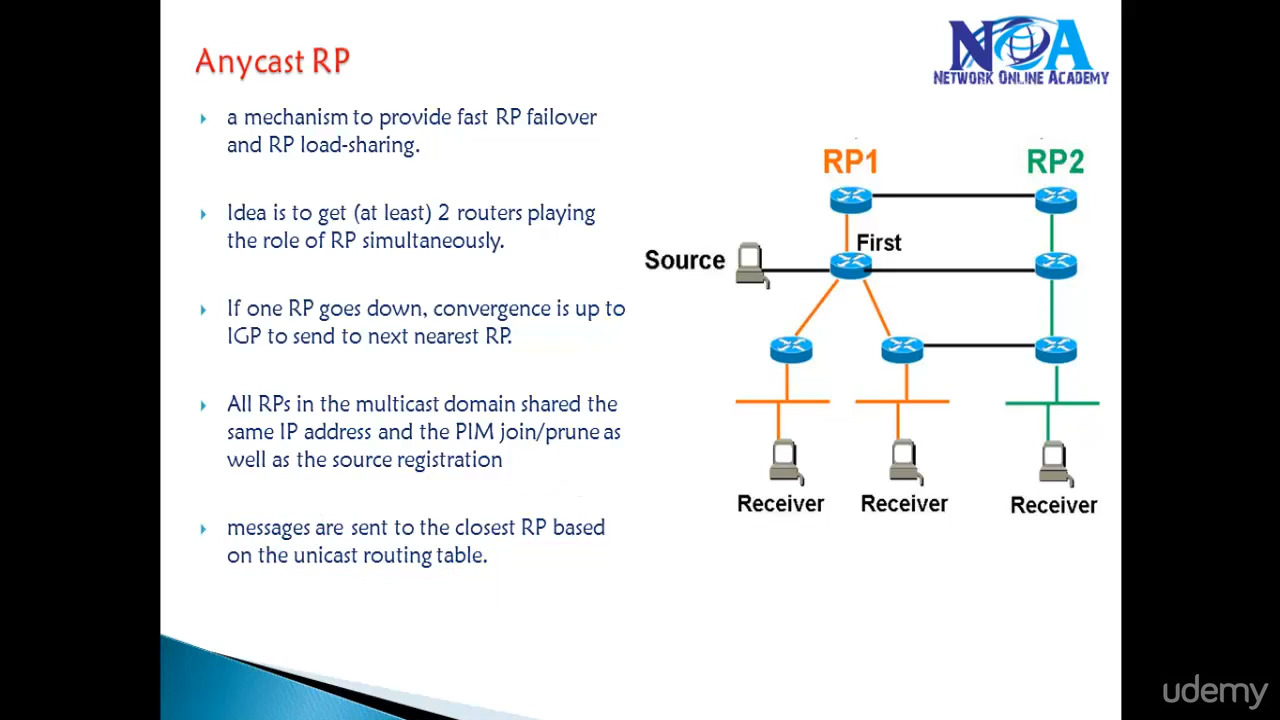 Anycast RP
NOA
NETWORK ONLINE ACADEMY
a mechanism to provide fast RP failover
and RP load-sharing.
Idea is to get (at least) 2 routers playing
the role of RP simultaneously.
If one RP goes down, convergence is up to
IGP to send to next nearest RP.
All RPs in the multicast domain shared the
same IP address and the PIM join/prune as
well as the source registration
messages are sent to the closest RP based
on the unicast routing table.
RP1
RP2
First
Source
Receiver
Receiver
Receiver
udemy